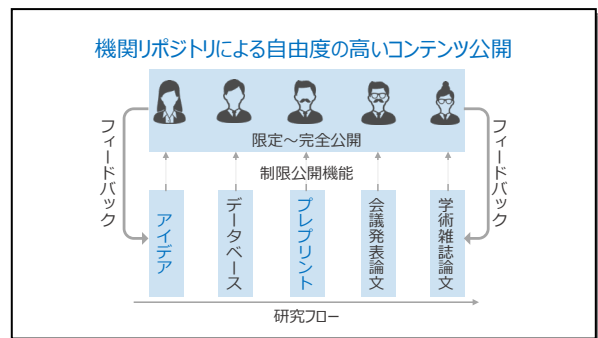 機関リポジトリによる自由度の高いコンテンツ公開
限定～完全公開
制限公開機能
フィードバック
アイデア
データベース
プレプリント
会議発表論文
学術雑誌論文
フィードバック
研究フロー